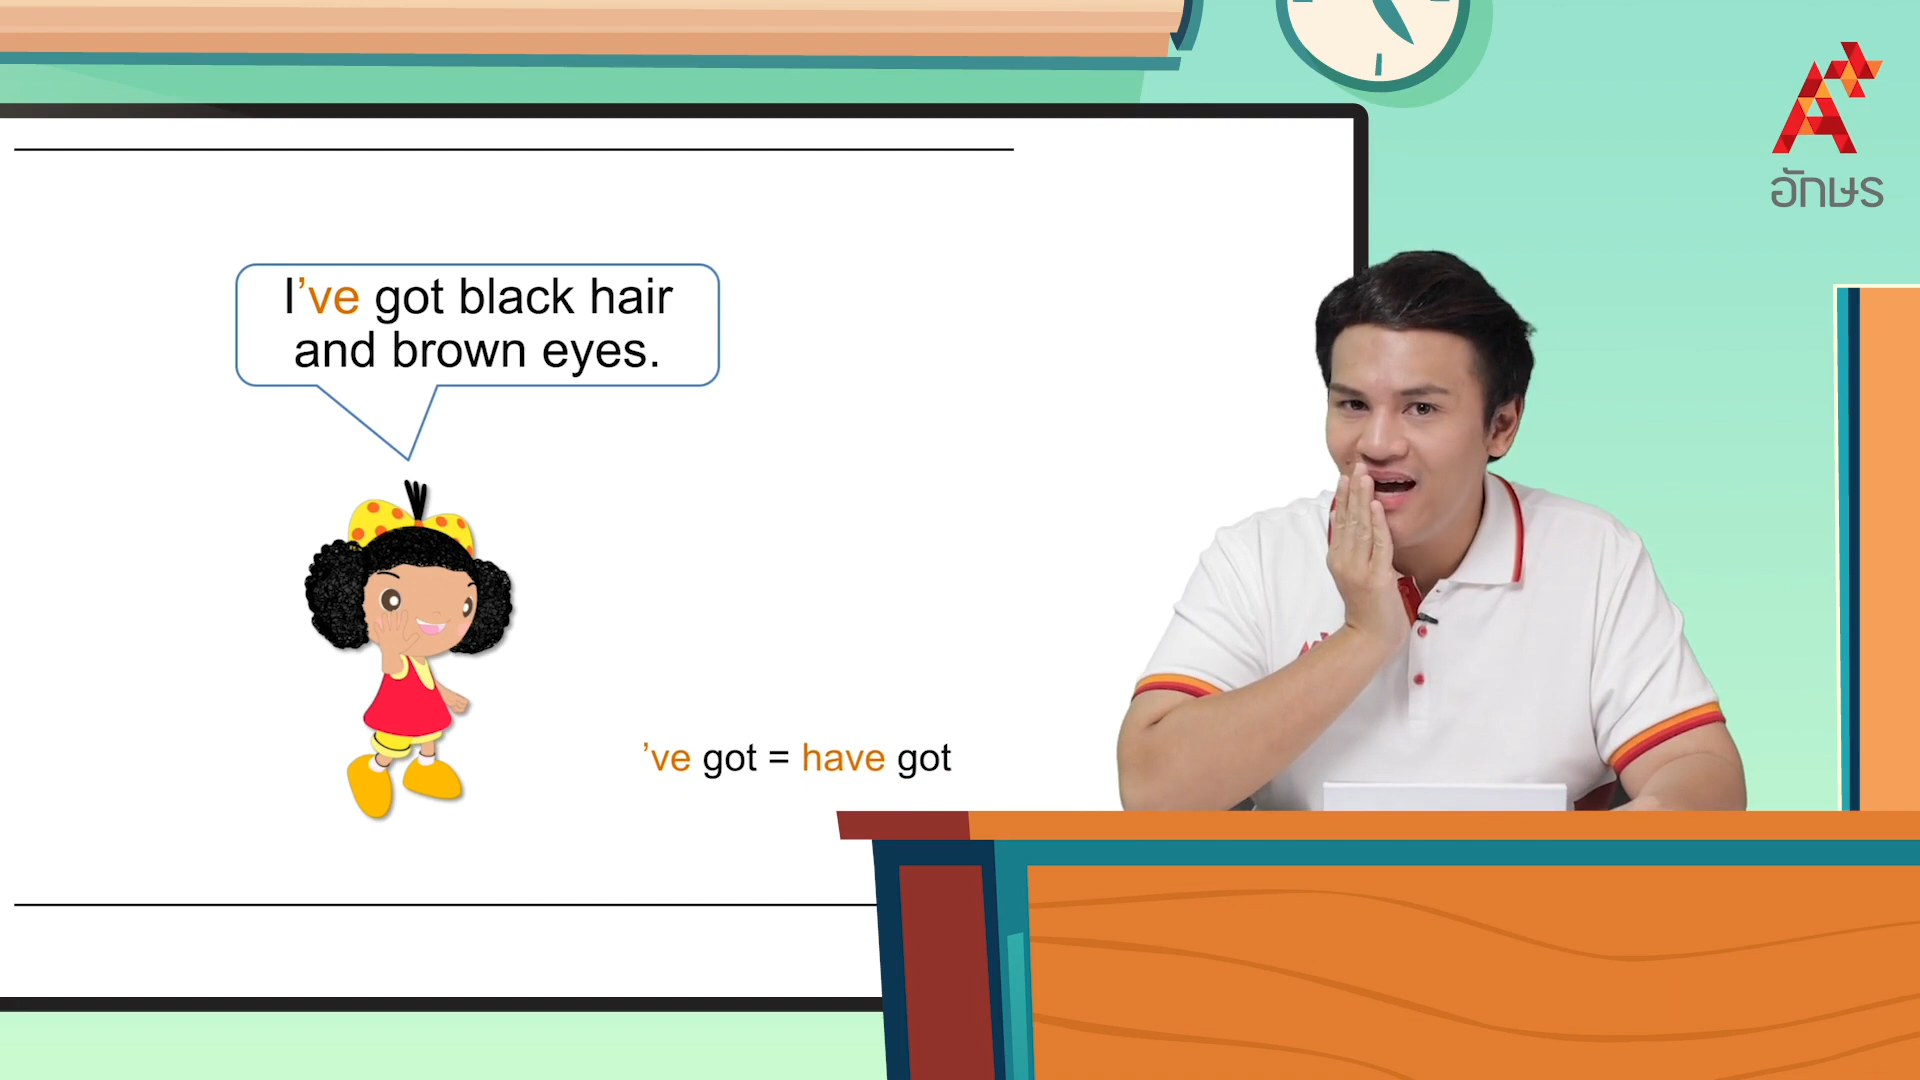 I've got black hair
and brown eyes.
've got = have got
อักษร